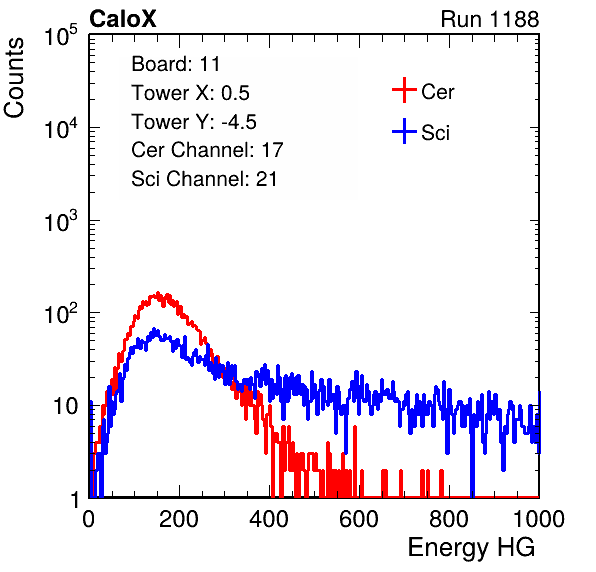 CaloX Run 1188
Counts
Board: 11
Tower X: 0.5
Tower Y: -4.5
Cer Channel: 17
Sci Channel: 21
Cer
Sci
10^5
10^4
10^3
10^2
10
1
0 200 400 600 800 1000
Energy HG